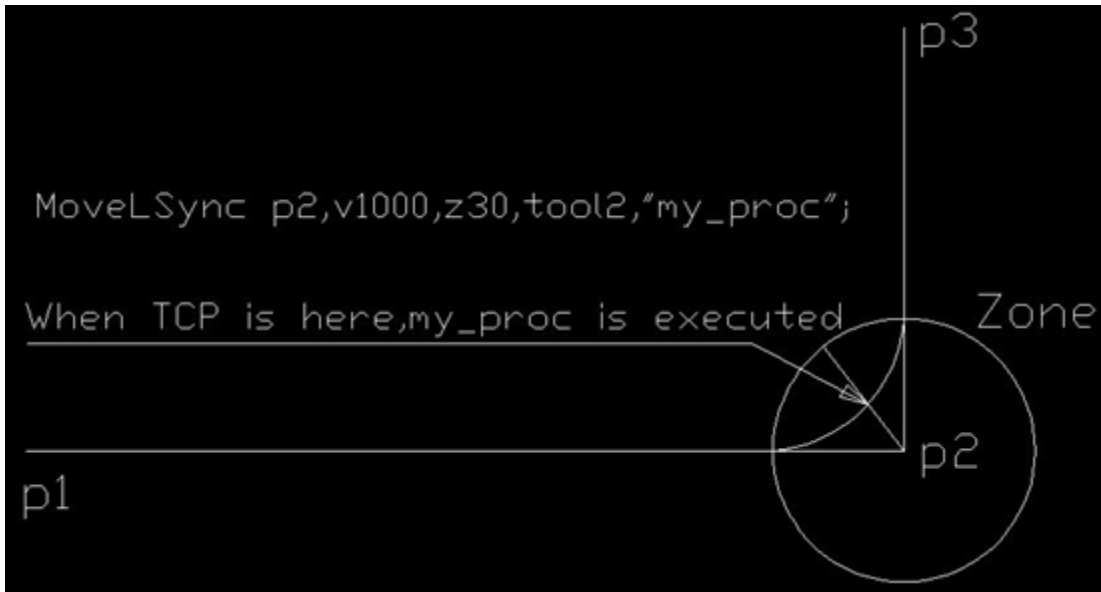 p3
MoveLSync p2,v1000,z30,tool2,"my_proc";
When TCP is here,my_proc is executed
Zone
p2
p1